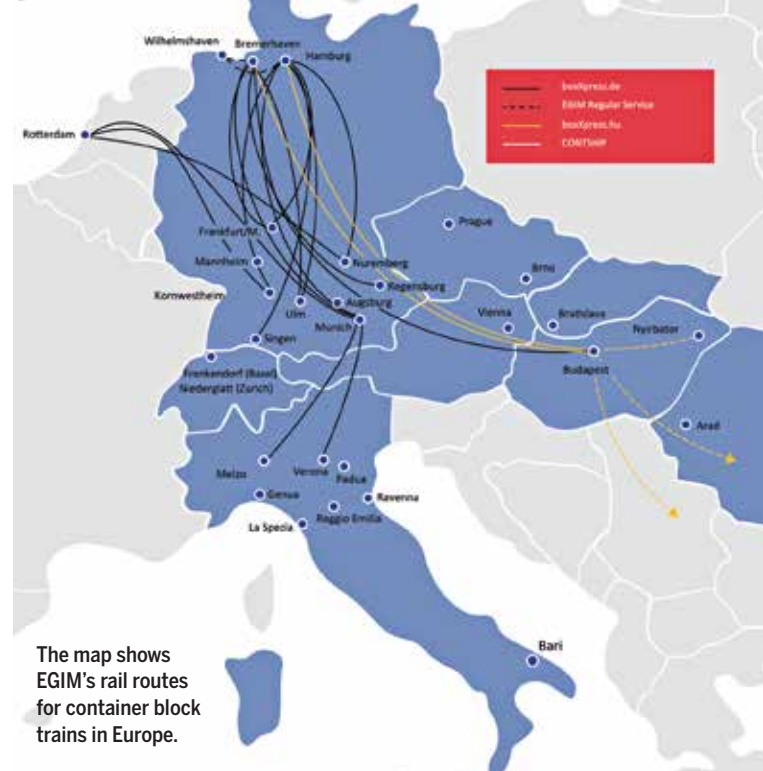 Wilhelmshaven
Bremerhaven
Hamburg
boxXpress.de
EGIM Regular Service
boxXpress.hu
CONTSHIP
Rotterdam
Prague
Frankfurt/M.
Mannheim
Nuremberg
Brno
Kornwestheim
Regensburg
Ulm
Augsburg
Munich
Vienna
Bratislava
Nyirbator
Singen
Budapest
Frenkendorf (Basel)
Niederglatt (Zurich)
Arad
Melzo
Verona
Padua
Genua
Ravenna
Reggio Emilia
La Spezia
Bari
The map shows
EGIM's rail routes
for container block
trains in Europe.